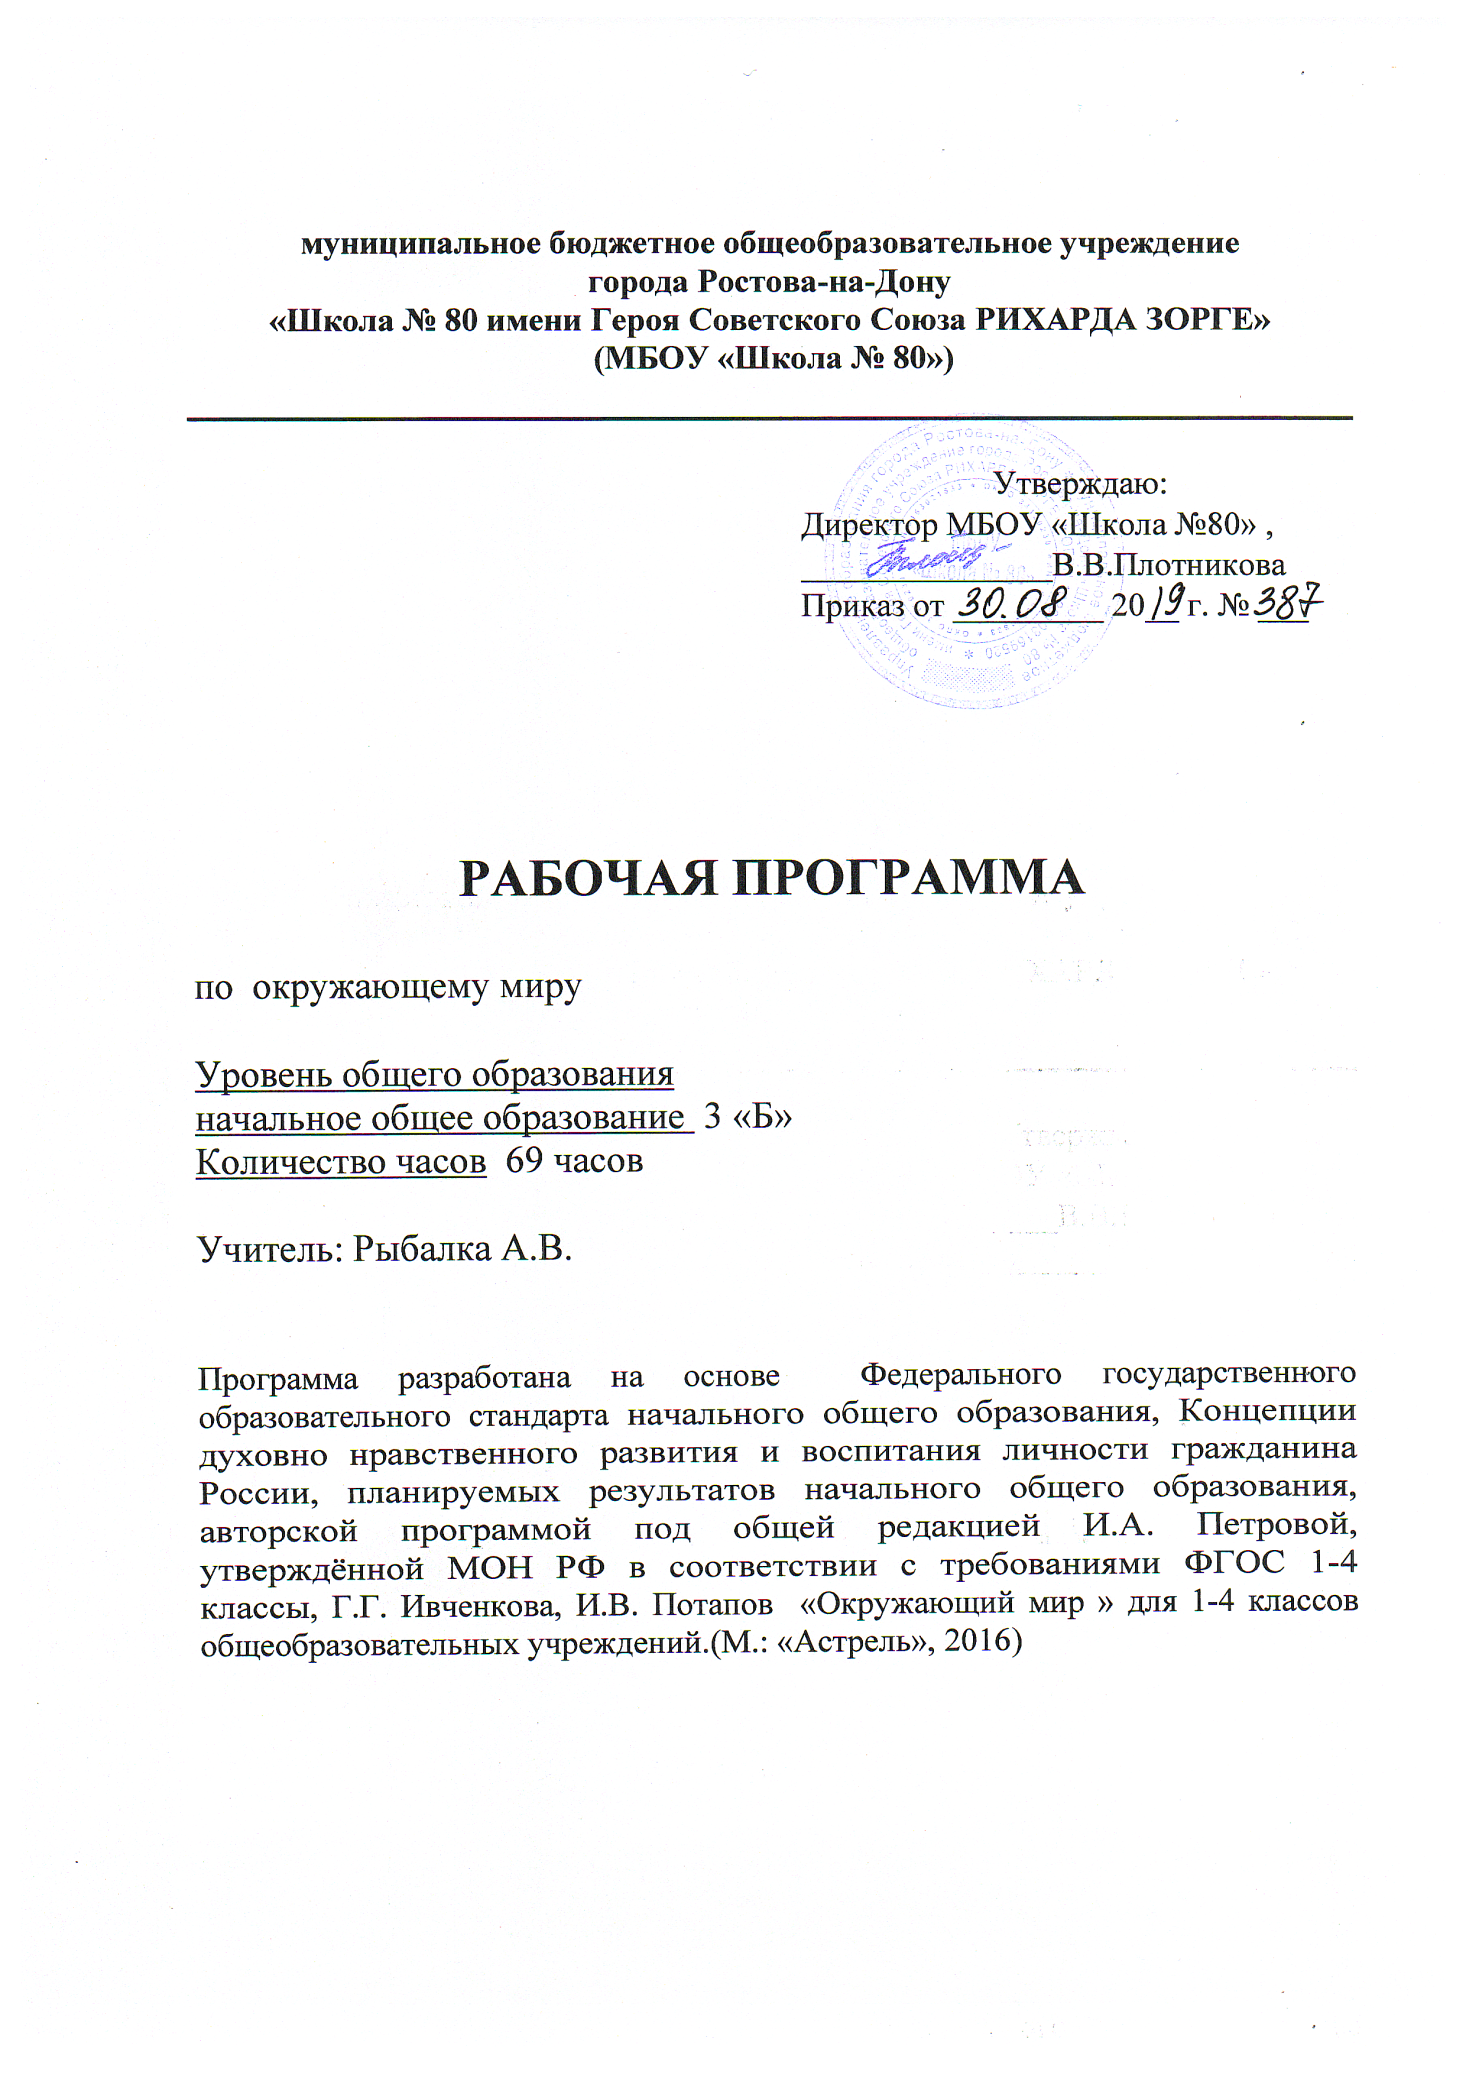 муниципальное бюджетное общеобразовательное учреждение
города Ростова-на-Дону
«Школа № 80 имени Героя Советского Союза РИХАРДА ЗОРГЕ»
(МБОУ «Школа № 80»)
Утверждаю:
Директор МБОУ «Школа №80» ,
В.В.Плотникова
Приказ от 30.08 2019 г. № 387
РАБОЧАЯ ПРОГРАММА
по окружающему миру
Уровень общего образования
начальное общее образование 3 «Б»
Количество часов 69 часов
Учитель: Рыбалка А.В.
Программа разработана на основе Федерального государственного
образовательного стандарта начального общего образования, Концепции
духовно нравственного развития и воспитания личности гражданина
России, планируемых результатов начального общего образования,
авторской программой под общей редакцией И.А. Петровой,
утверждённой МОН РФ в соответствии с требованиями ФГОС 1-4
классы, Г.Г. Ивченкова, И.В. Потапов «Окружающий мир » для 1-4 классов
общеобразовательных учреждений.(М.: «Астрель», 2016)